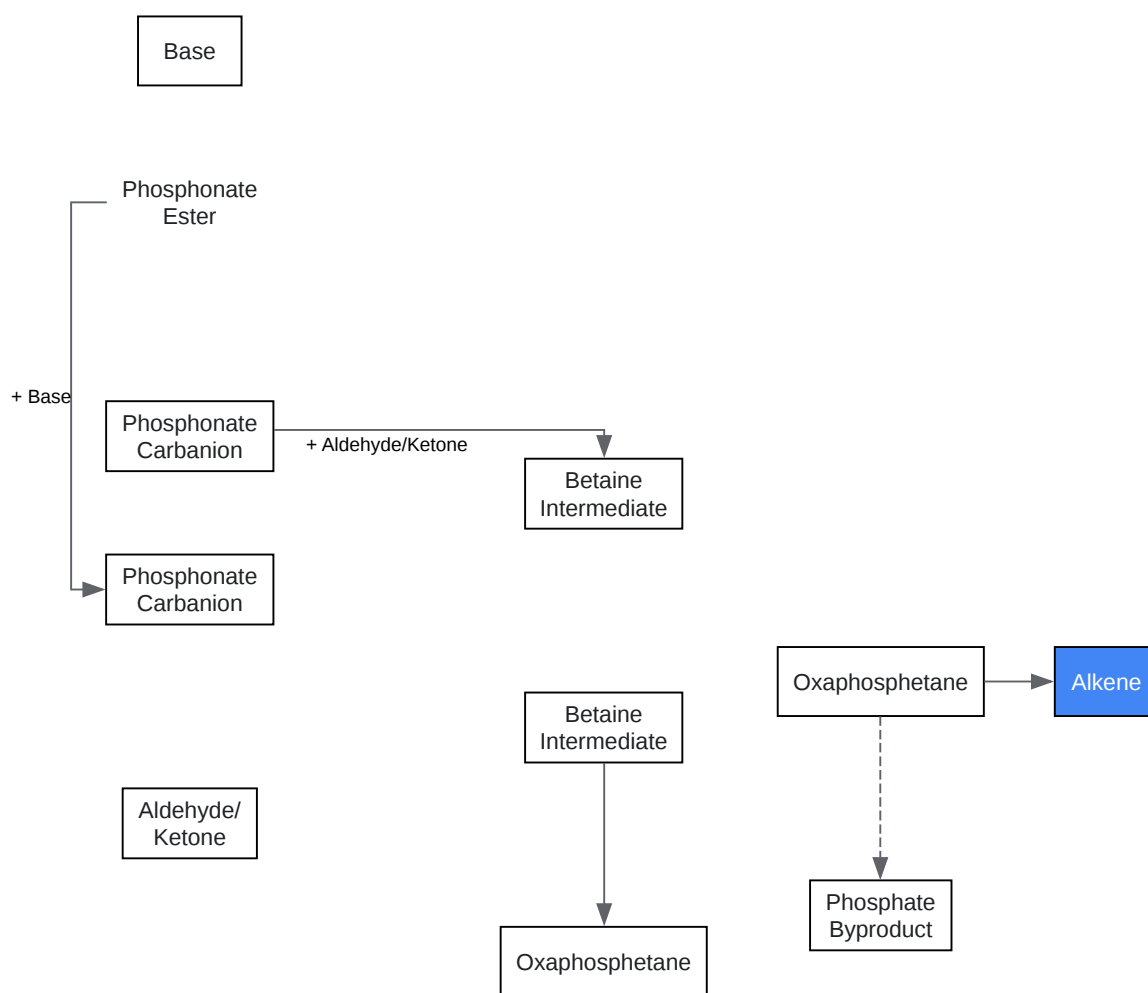 Base
Phosphonate
Ester
+ Base
Phosphonate
Carbanion
+ Aldehyde/Ketone
Betaine
Intermediate
Phosphonate
Carbanion
Oxaphosphetane
Alkene
Betaine
Intermediate
Aldehyde/
Ketone
Phosphate
Byproduct
Oxaphosphetane